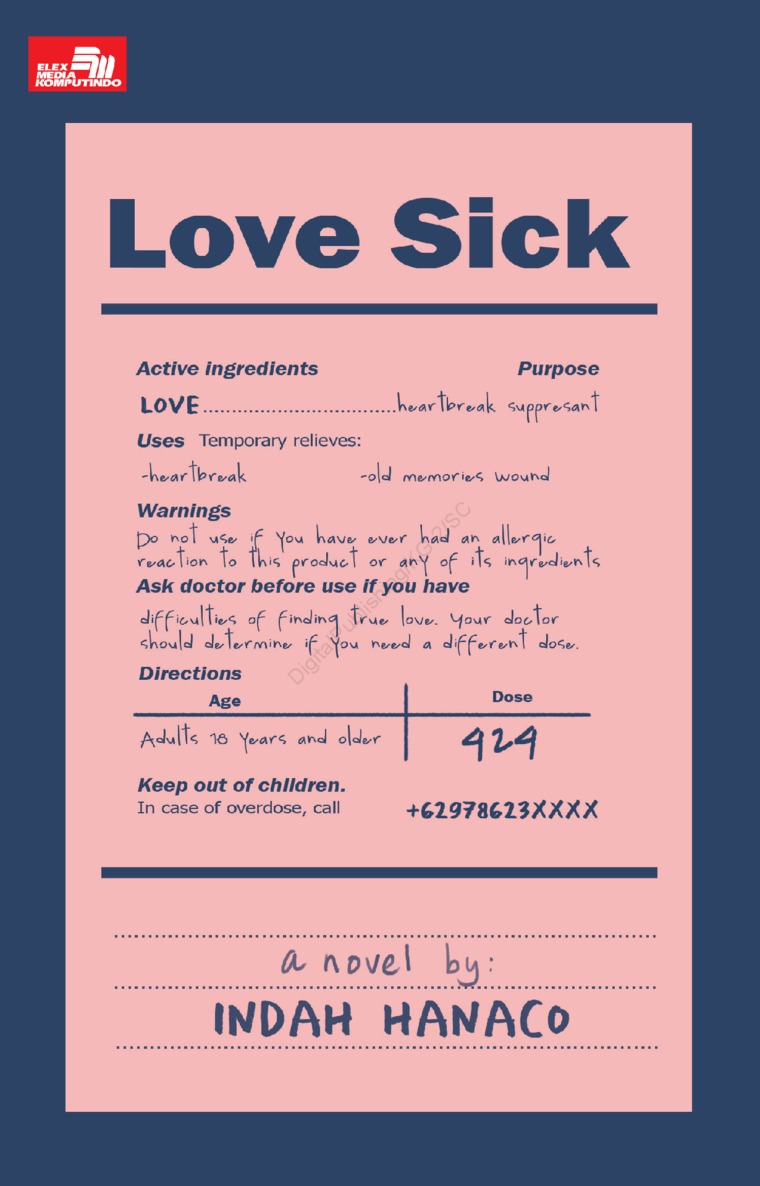 ELEX
MEDIA
KOMPUTINDO
Love Sick
Active ingredients Purpose
LOVE................................heartbreak suppresant
Uses Temporary relieves:
-heartbreak -old memories wound
Warnings
Do not use if you have ever had an allergic
reaction to this product or any of its ingredients
Ask doctor before use if you have
difficulties of finding true love. Your doctor
should determine if you need a different dose.
Directions
Age Dose
Adults 18 years and older 424
Keep out of children.
In case of overdose, call +62978623XXXX
a novel by:
INDAH HANACO